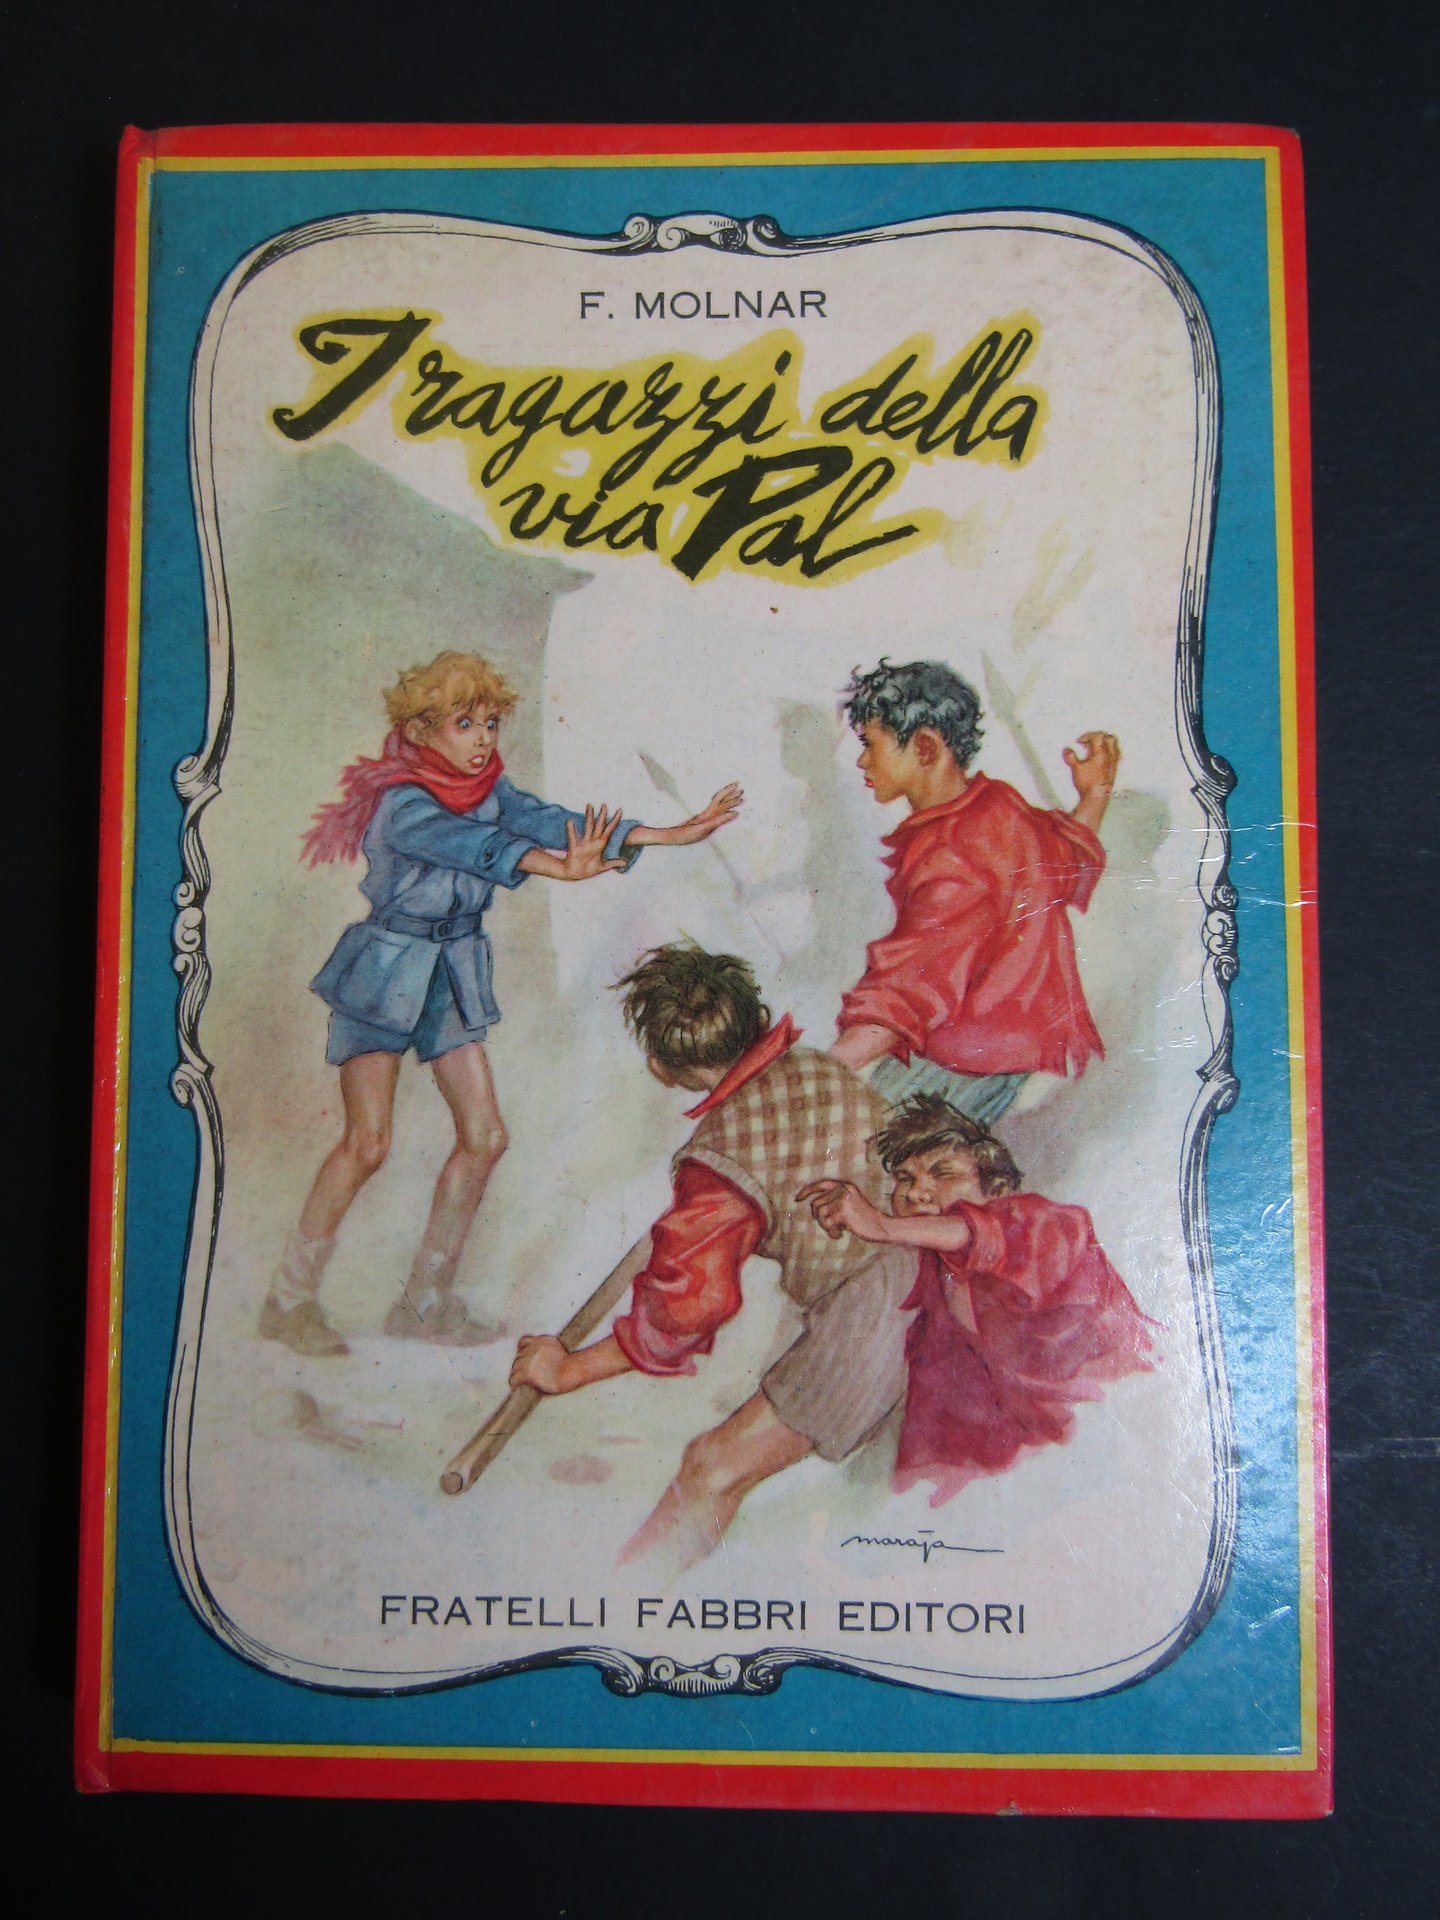 F. MOLNAR
I ragazzi della
via Pal
maraja
FRATELLI FABBRI EDITORI